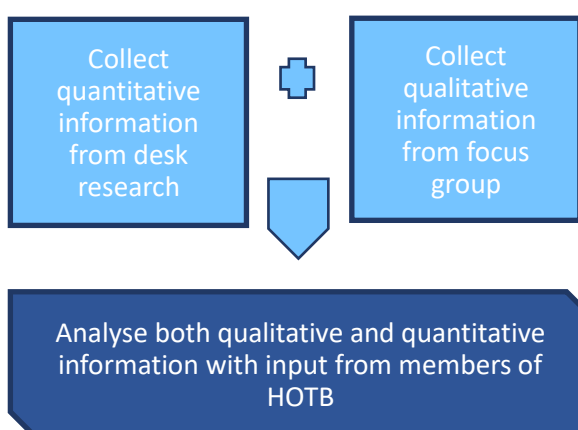 Collect
quantitative
information
from desk
research
Collect
qualitative
information
from focus
group
Analyse both qualitative and quantitative
information with input from members of
HOTB